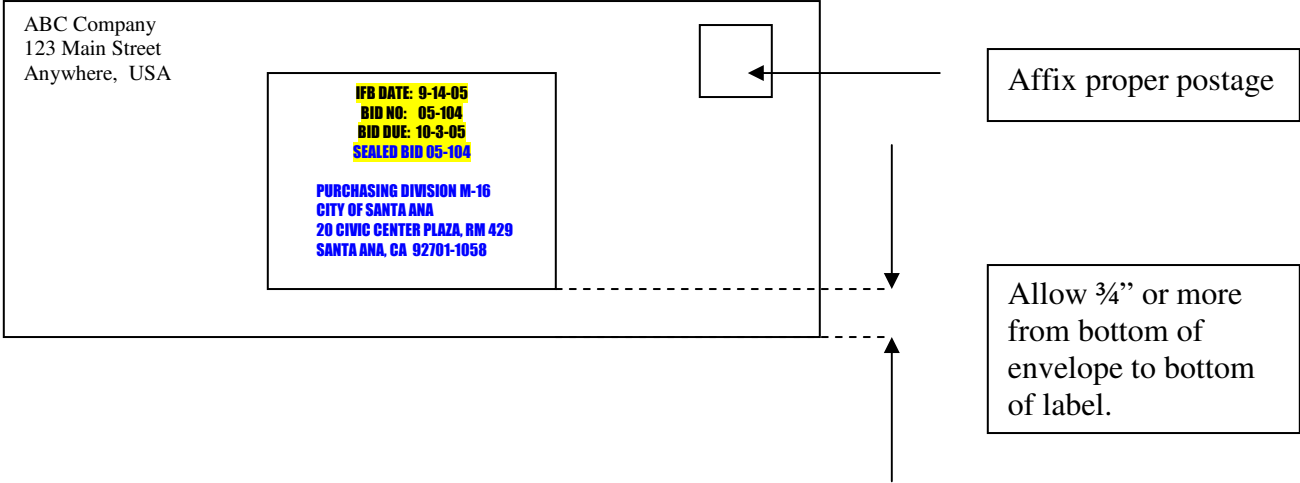 ABC Company
123 Main Street
Anywhere,  USA
IFB DATE:  9-14-05
BID NO:   05-104
BID DUE:  10-3-05
SEALED BID 05-104
PURCHASING DIVISION M-16
CITY OF SANTA ANA
20 CIVIC CENTER PLAZA, RM 429
SANTA ANA, CA  92701-1058
Affix proper postage
Allow ¾” or more
from bottom of
envelope to bottom
of label.